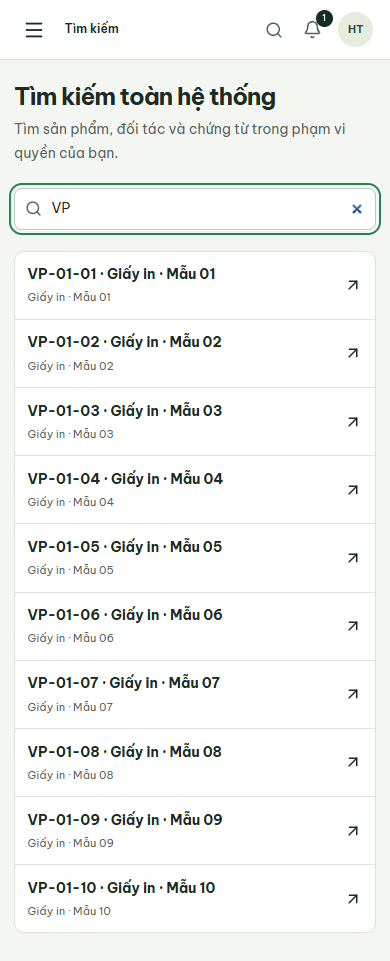 Tìm kiếm
1
HT
Tìm kiếm toàn hệ thống
Tìm sản phẩm, đối tác và chứng từ trong phạm vi
quyền của bạn.
VP
VP-01-01 · Giấy in · Mẫu 01
Giấy in · Mẫu 01
VP-01-02 · Giấy in · Mẫu 02
Giấy in · Mẫu 02
VP-01-03 · Giấy in · Mẫu 03
Giấy in · Mẫu 03
VP-01-04 · Giấy in · Mẫu 04
Giấy in · Mẫu 04
VP-01-05 · Giấy in · Mẫu 05
Giấy in · Mẫu 05
VP-01-06 · Giấy in · Mẫu 06
Giấy in · Mẫu 06
VP-01-07 · Giấy in · Mẫu 07
Giấy in · Mẫu 07
VP-01-08 · Giấy in · Mẫu 08
Giấy in · Mẫu 08
VP-01-09 · Giấy in · Mẫu 09
Giấy in · Mẫu 09
VP-01-10 · Giấy in · Mẫu 10
Giấy in · Mẫu 10